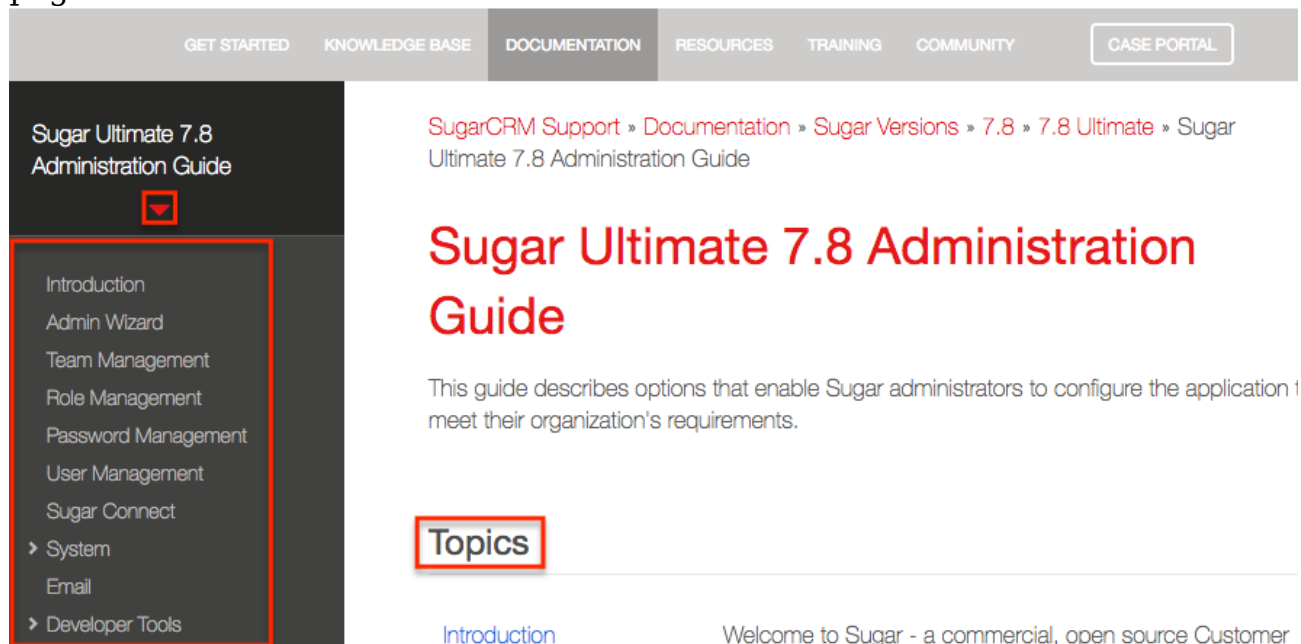 GET STARTED KNOWLEDGE BASE DOCUMENTATION RESOURCES TRAINING COMMUNITY CASE PORTAL
Sugar Ultimate 7.8
Administration Guide
Introduction
Admin Wizard
Team Management
Role Management
Password Management
User Management
Sugar Connect
System
Email
Developer Tools
SugarCRM Support » Documentation » Sugar Versions » 7.8 » 7.8 Ultimate » Sugar
Ultimate 7.8 Administration Guide
Sugar Ultimate 7.8 Administration
Guide
This guide describes options that enable Sugar administrators to configure the application
meet their organization's requirements.
Topics
Introduction Welcome to Sugar - a commercial, open source Customer